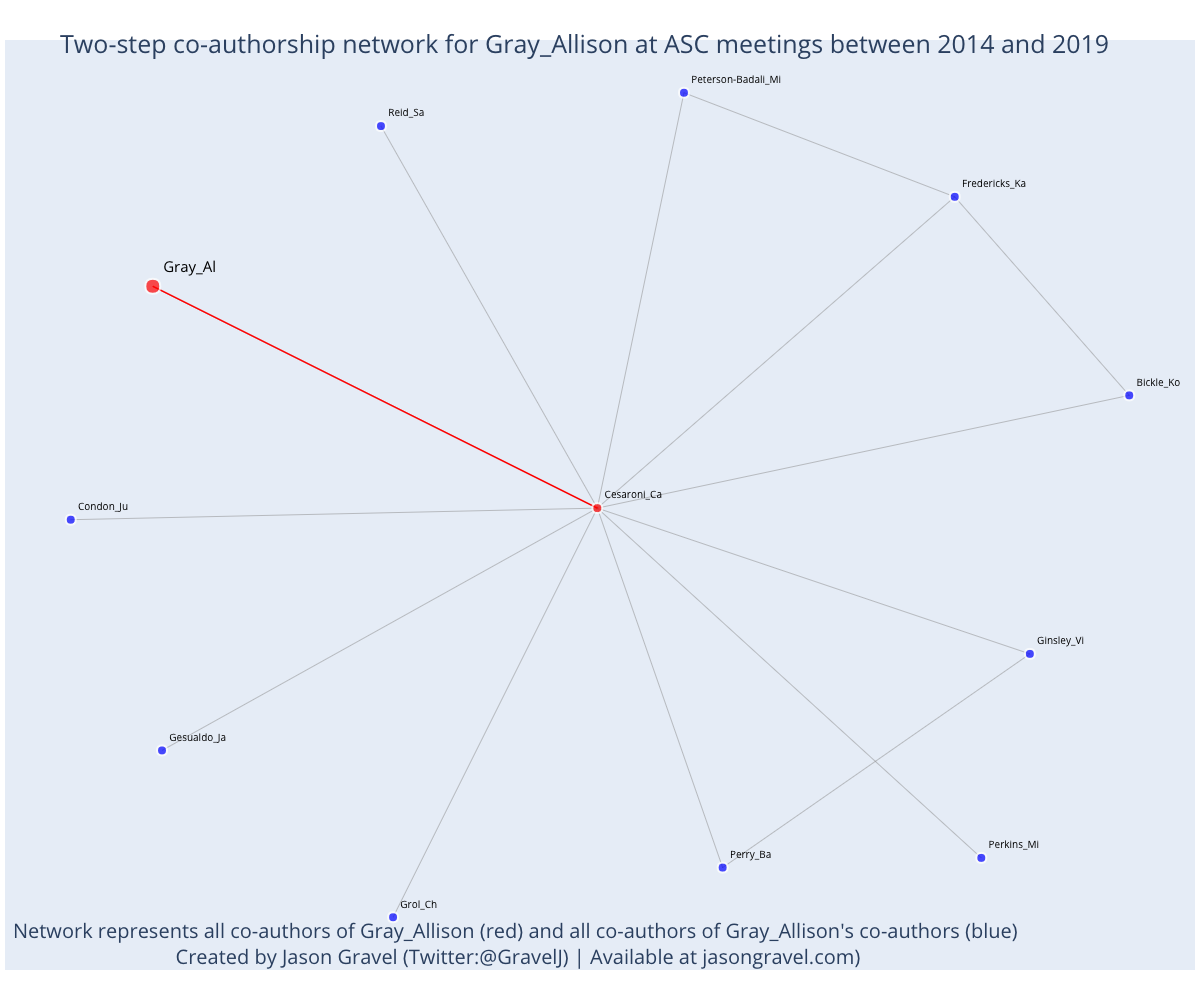 Two-step co-authorship network for Gray_Allison at ASC meetings between 2014 and 2019
Peterson-Badali_Mi
Reid_Sa
Fredericks_Ka
Gray_Al
Bickle_Ko
Cesaroni_Ca
Condon_Ju
Ginsley_Vi
Gesualdo_Ja
Perkins_Mi
Perry_Ba
Grol_Ch
Network represents all co-authors of Gray_Allison (red) and all co-authors of Gray_Allison's co-authors (blue)
Created by Jason Gravel (Twitter:@GravelJ) | Available at jasongravel.com)